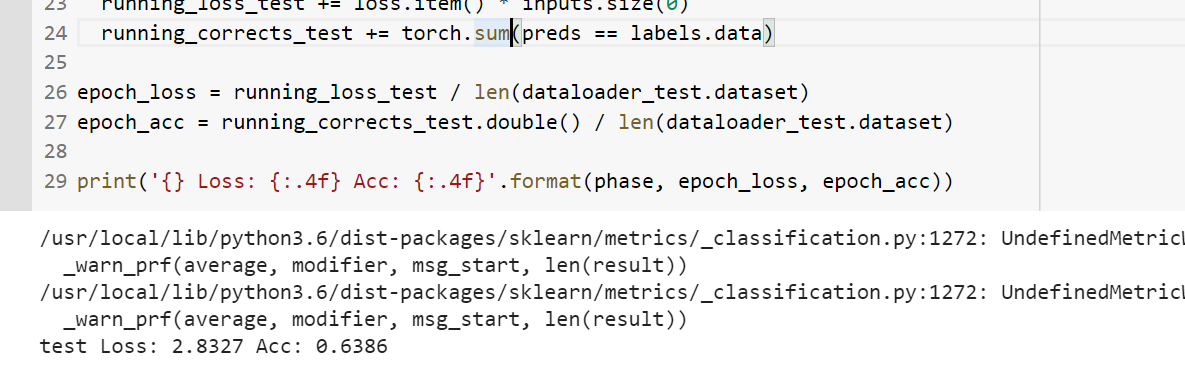 23 running_loss_test += loss.item() * inputs.size(0)
24 running_corrects_test += torch.sum(preds == labels.data)
25
26 epoch_loss = running_loss_test / len(dataloader_test.dataset)
27 epoch_acc = running_corrects_test.double() / len(dataloader_test.dataset)
28
29 print('{} Loss: {:.4f} Acc: {:.4f}'.format(phase, epoch_loss, epoch_acc))
/usr/local/lib/python3.6/dist-packages/sklearn/metrics/_classification.py:1272: UndefinedMetricW
_warn_prf(average, modifier, msg_start, len(result))
/usr/local/lib/python3.6/dist-packages/sklearn/metrics/_classification.py:1272: UndefinedMetricW
_warn_prf(average, modifier, msg_start, len(result))
test Loss: 2.8327 Acc: 0.6386